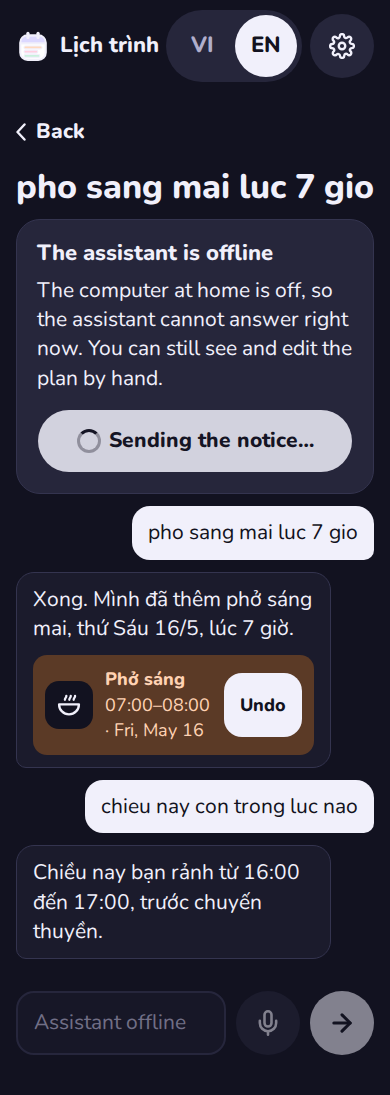 Lịch trình
VI
EN
Back
pho sang mai luc 7 gio
The assistant is offline
The computer at home is off, so
the assistant cannot answer right
now. You can still see and edit the
plan by hand.
Sending the notice...
pho sang mai luc 7 gio
Xong. Mình đã thêm phở sáng
mai, thứ Sáu 16/5, lúc 7 giờ.
Phở sáng
07:00–08:00
· Fri, May 16
Undo
chieu nay con trong luc nao
Chiều nay bạn rảnh từ 16:00
đến 17:00, trước chuyến
thuyền.
Assistant offline